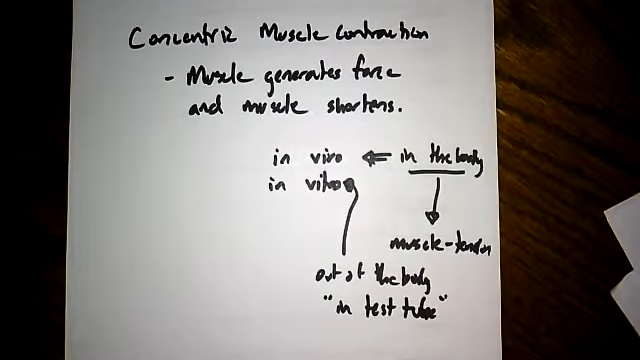 Concentric Muscle contraction
- Muscle generates force
and muscle shortens.
in vivo ⇐ in the body
in vitro
muscle-tendon
out of the body
"in test tube"